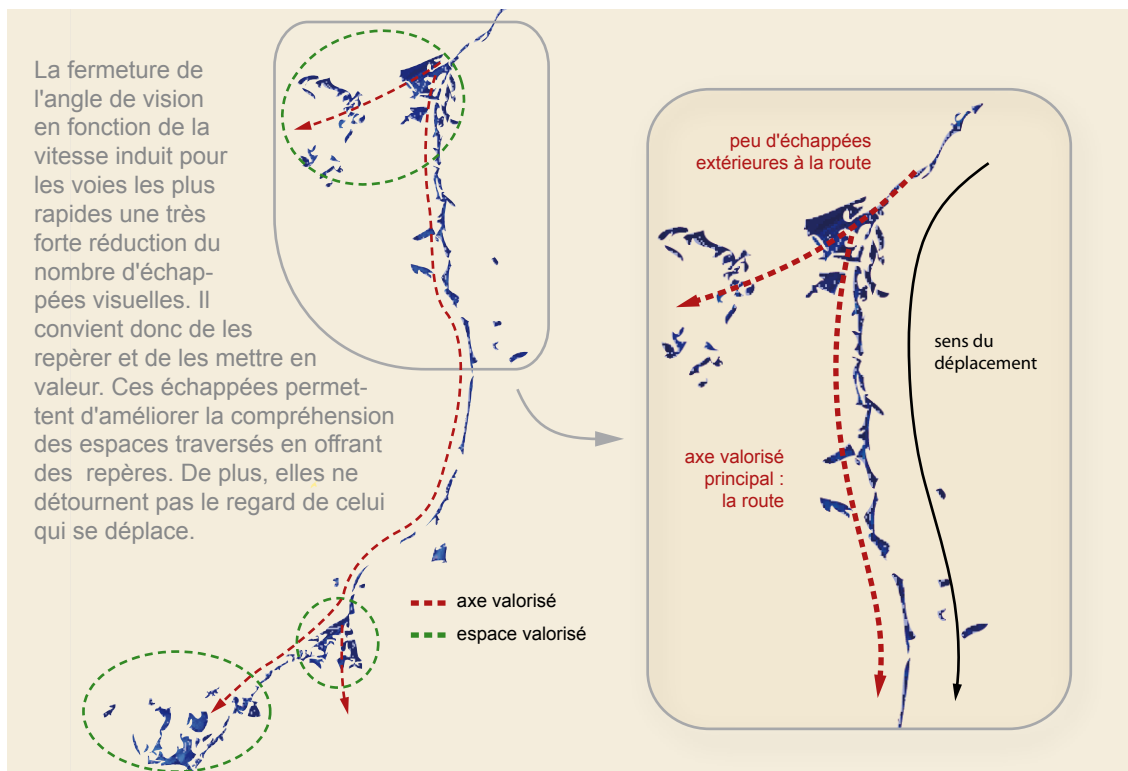 La fermeture de
l'angle de vision
en fonction de la
vitesse induit pour
les voies les plus
rapides une très
forte réduction du
nombre d'échap-
pées visuelles. Il
convient donc de les
repèrer et de les mettre en
valeur. Ces échappées permet-
tent d'améliorer la compréhension
des espaces traversés en offrant
des  repères. De plus, elles ne
détournent pas le regard de celui
qui se déplace.
axe valorisé
espace valorisé
peu d'échappées
extérieures à la route
sens du
déplacement
axe valorisé
principal :
la route